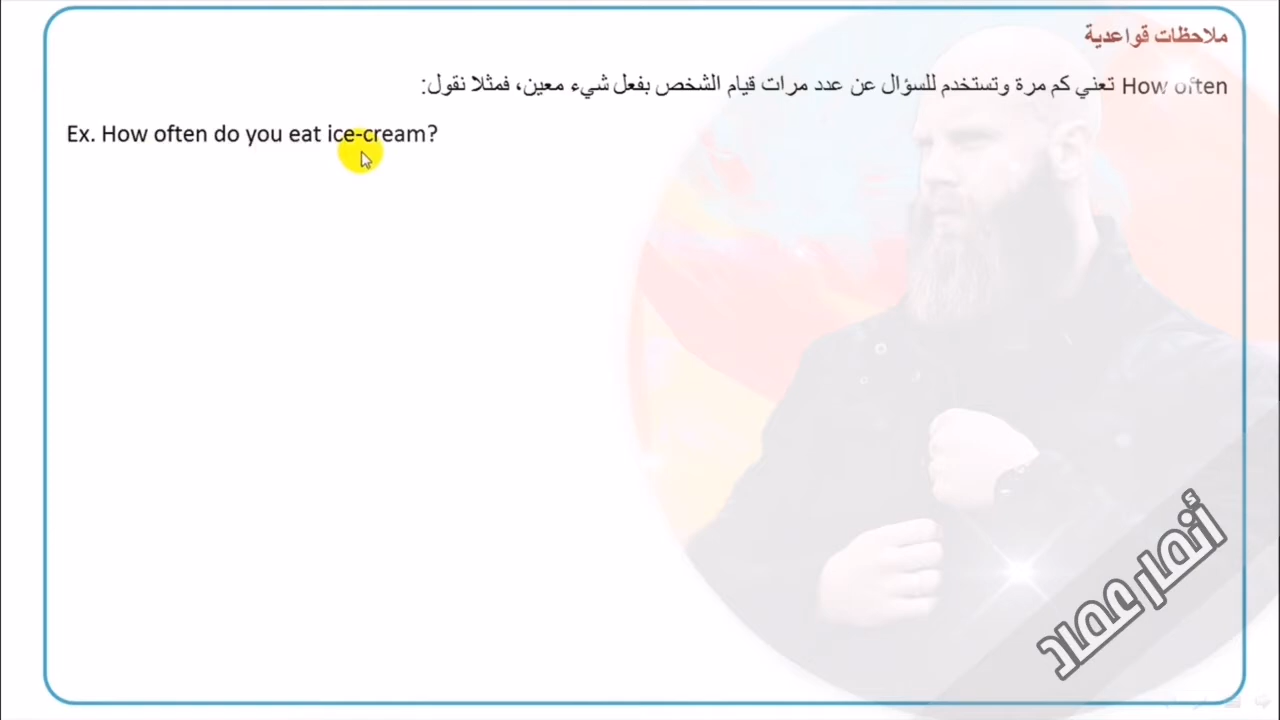 ملاحظات قواعدية
How often تعني كم مرة وتستخدم للسؤال عن عدد مرات قيام الشخص بفعل شيء معين، فمثلا نقول:
Ex. How often do you eat ice-cream?
أنمار عماد